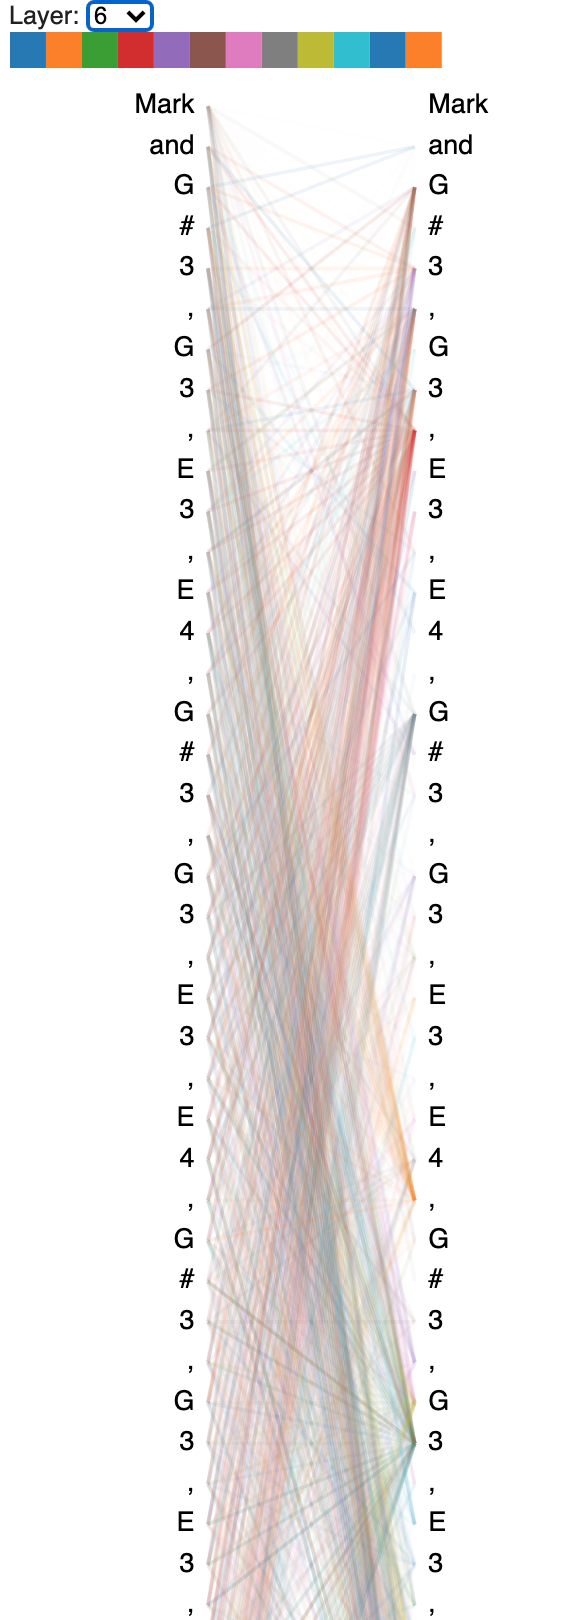 Layer: 6
Mark Mark
and and
G G
# #
3 3
, ,
G G
3 3
, ,
E E
3 3
, ,
E E
4 4
, ,
G G
# #
3 3
, ,
G G
3 3
, ,
E E
3 3
, ,
E E
4 4
, ,
G G
# #
3 3
, ,
G G
3 3
, ,
E E
3 3
, ,